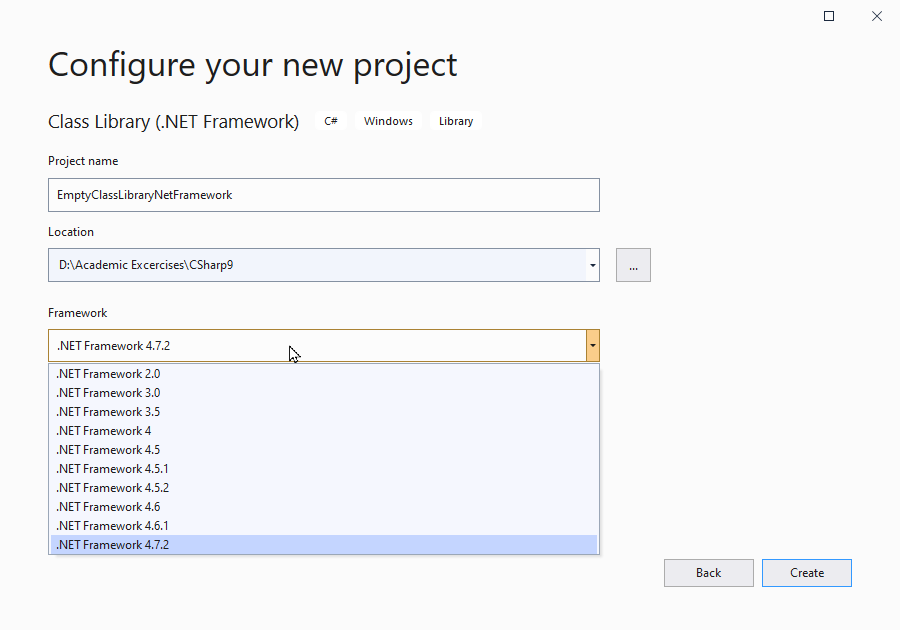 Configure your new project
Class Library (.NET Framework) C# Windows Library
Project name
EmptyClassLibraryNetFramework
Location
D:\Academic Excercises\CSharp9
...
Framework
.NET Framework 4.7.2
.NET Framework 2.0
.NET Framework 3.0
.NET Framework 3.5
.NET Framework 4
.NET Framework 4.5
.NET Framework 4.5.1
.NET Framework 4.5.2
.NET Framework 4.6
.NET Framework 4.6.1
.NET Framework 4.7.2
Back Create